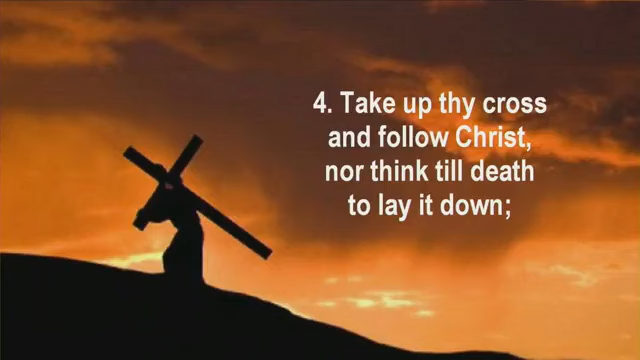 4. Take up thy cross
and follow Christ,
nor think till death
to lay it down;